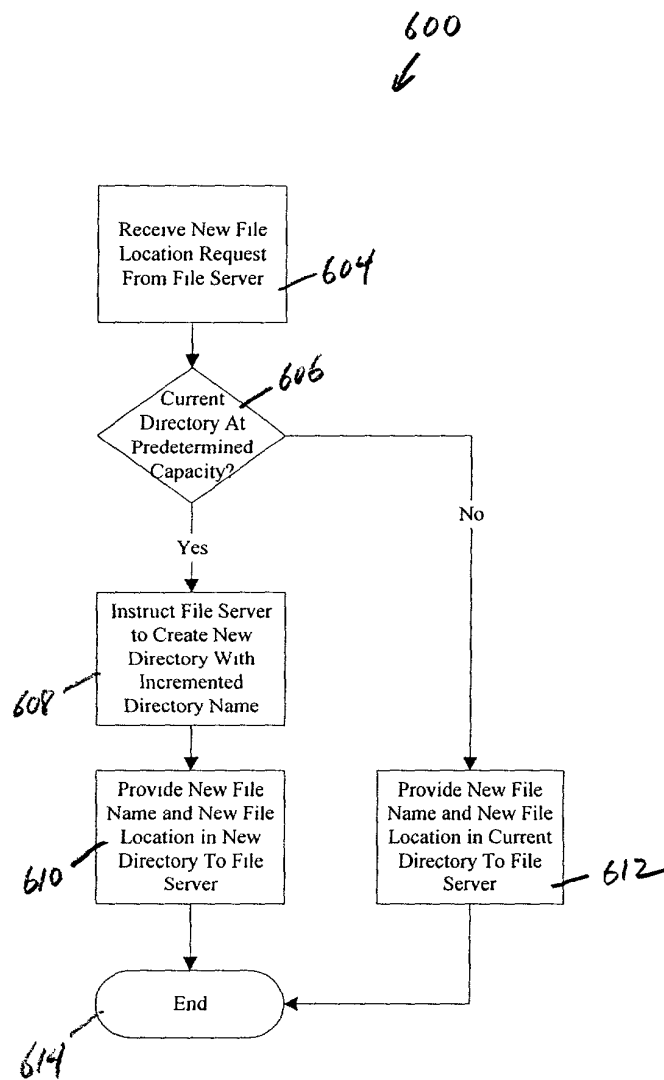 600
Receive New File
Location Request
From File Server
604
606
Current
Directory At
Predetermined
Capacity?
No
Yes
Instruct File Server
to Create New
Directory With
Incremented
Directory Name
608
Provide New File
Name and New File
Location in New
Directory To File
Server
610
Provide New File
Name and New File
Location in Current
Directory To File
Server
612
End
614